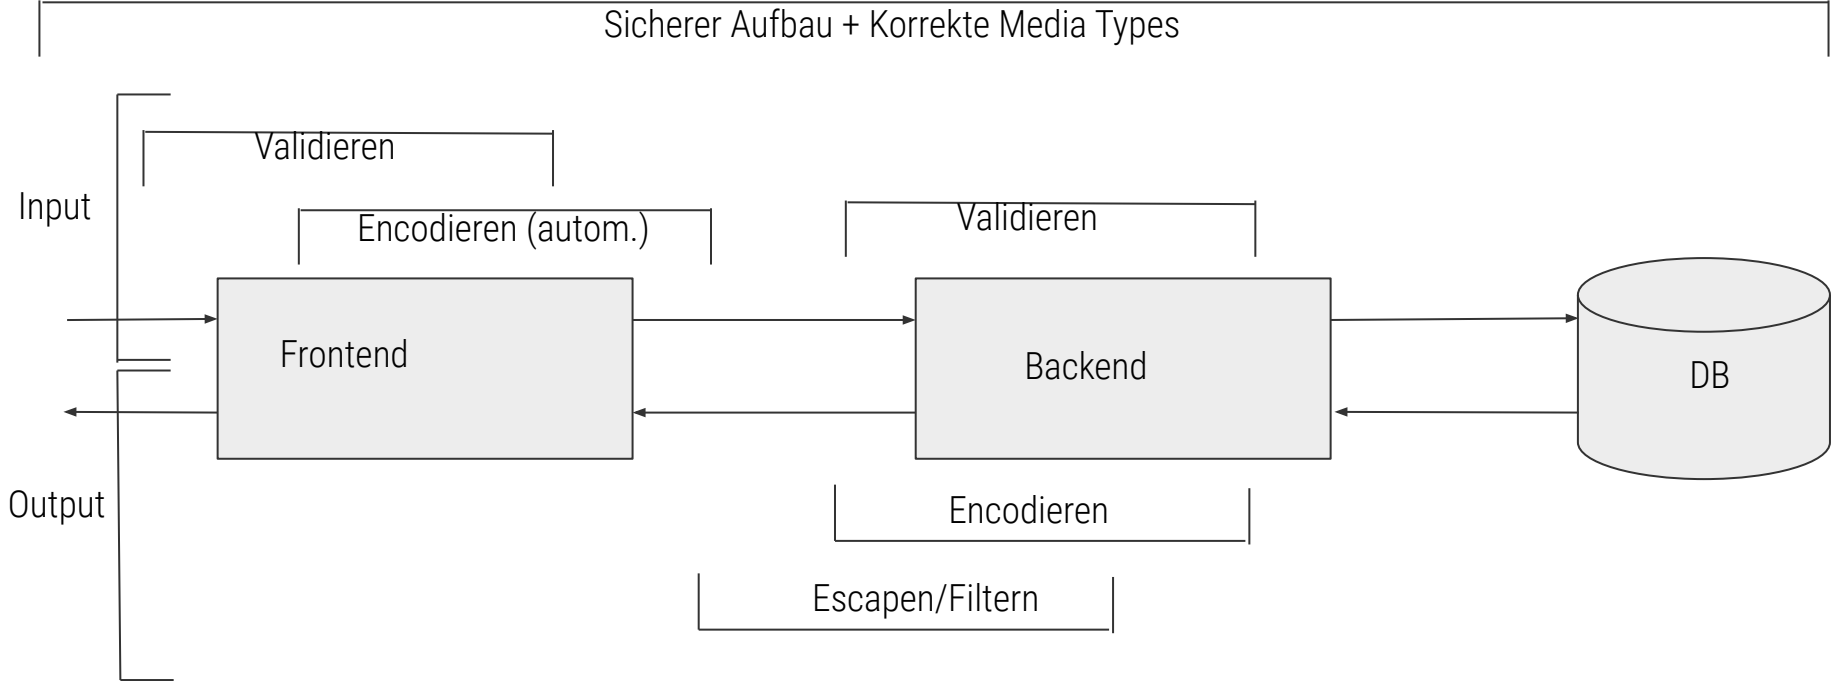 Sicherer Aufbau + Korrekte Media Types
Validieren
Input
Encodieren (autom.)
Validieren
Frontend
Backend
DB
Output
Encodieren
Escapen/Filtern